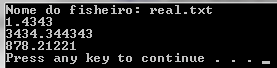 Nome do fisheiro: real.txt
1.4343
3434.344343
878.21221
Press any key to continue . . .